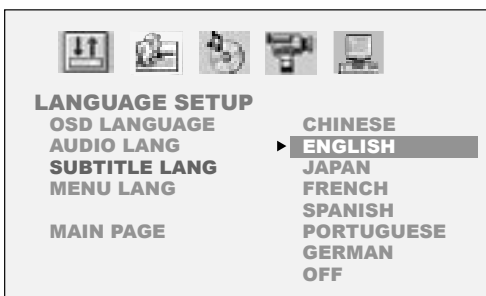 LANGUAGE SETUP
OSD LANGUAGE
AUDIO LANG
SUBTITLE LANG
MENU LANG
MAIN PAGE
CHINESE
ENGLISH
JAPAN
FRENCH
SPANISH
PORTUGUESE
GERMAN
OFF